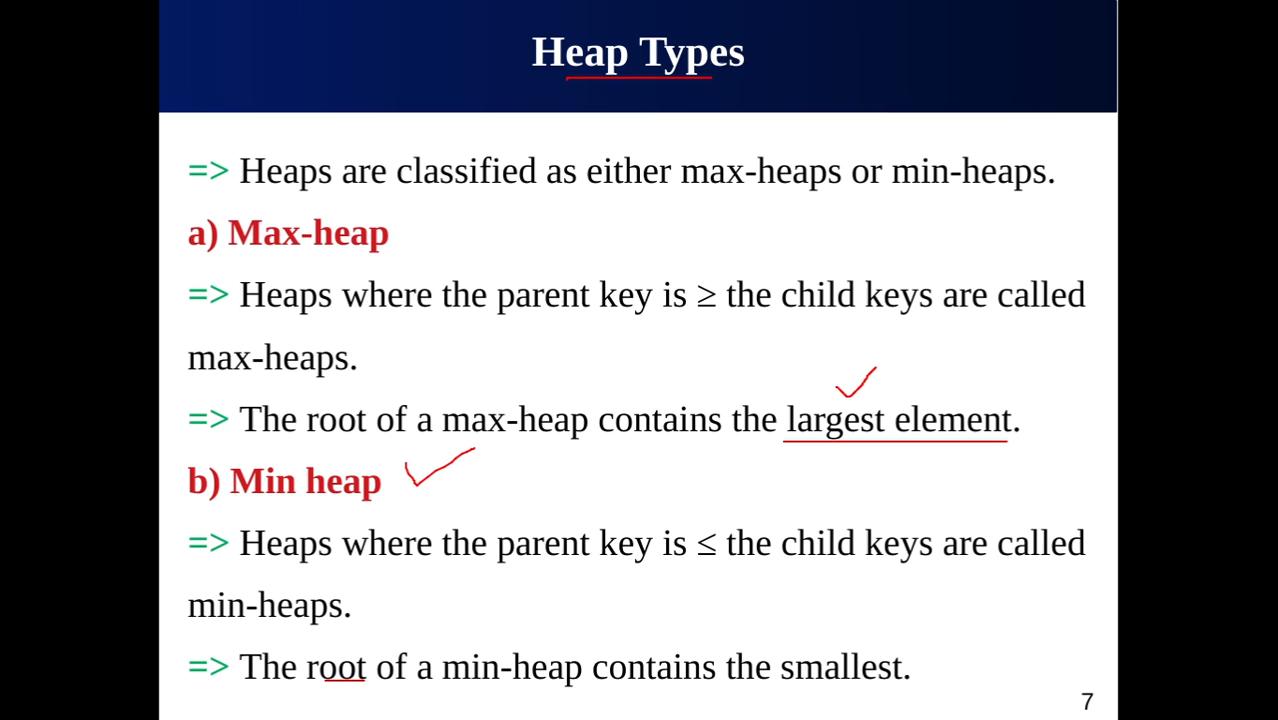 Heap Types
=> Heaps are classified as either max-heaps or min-heaps.
a) Max-heap
=> Heaps where the parent key is ≥ the child keys are called
max-heaps.
=> The root of a max-heap contains the largest element.
b) Min heap
=> Heaps where the parent key is ≤ the child keys are called
min-heaps.
=> The root of a min-heap contains the smallest.
7